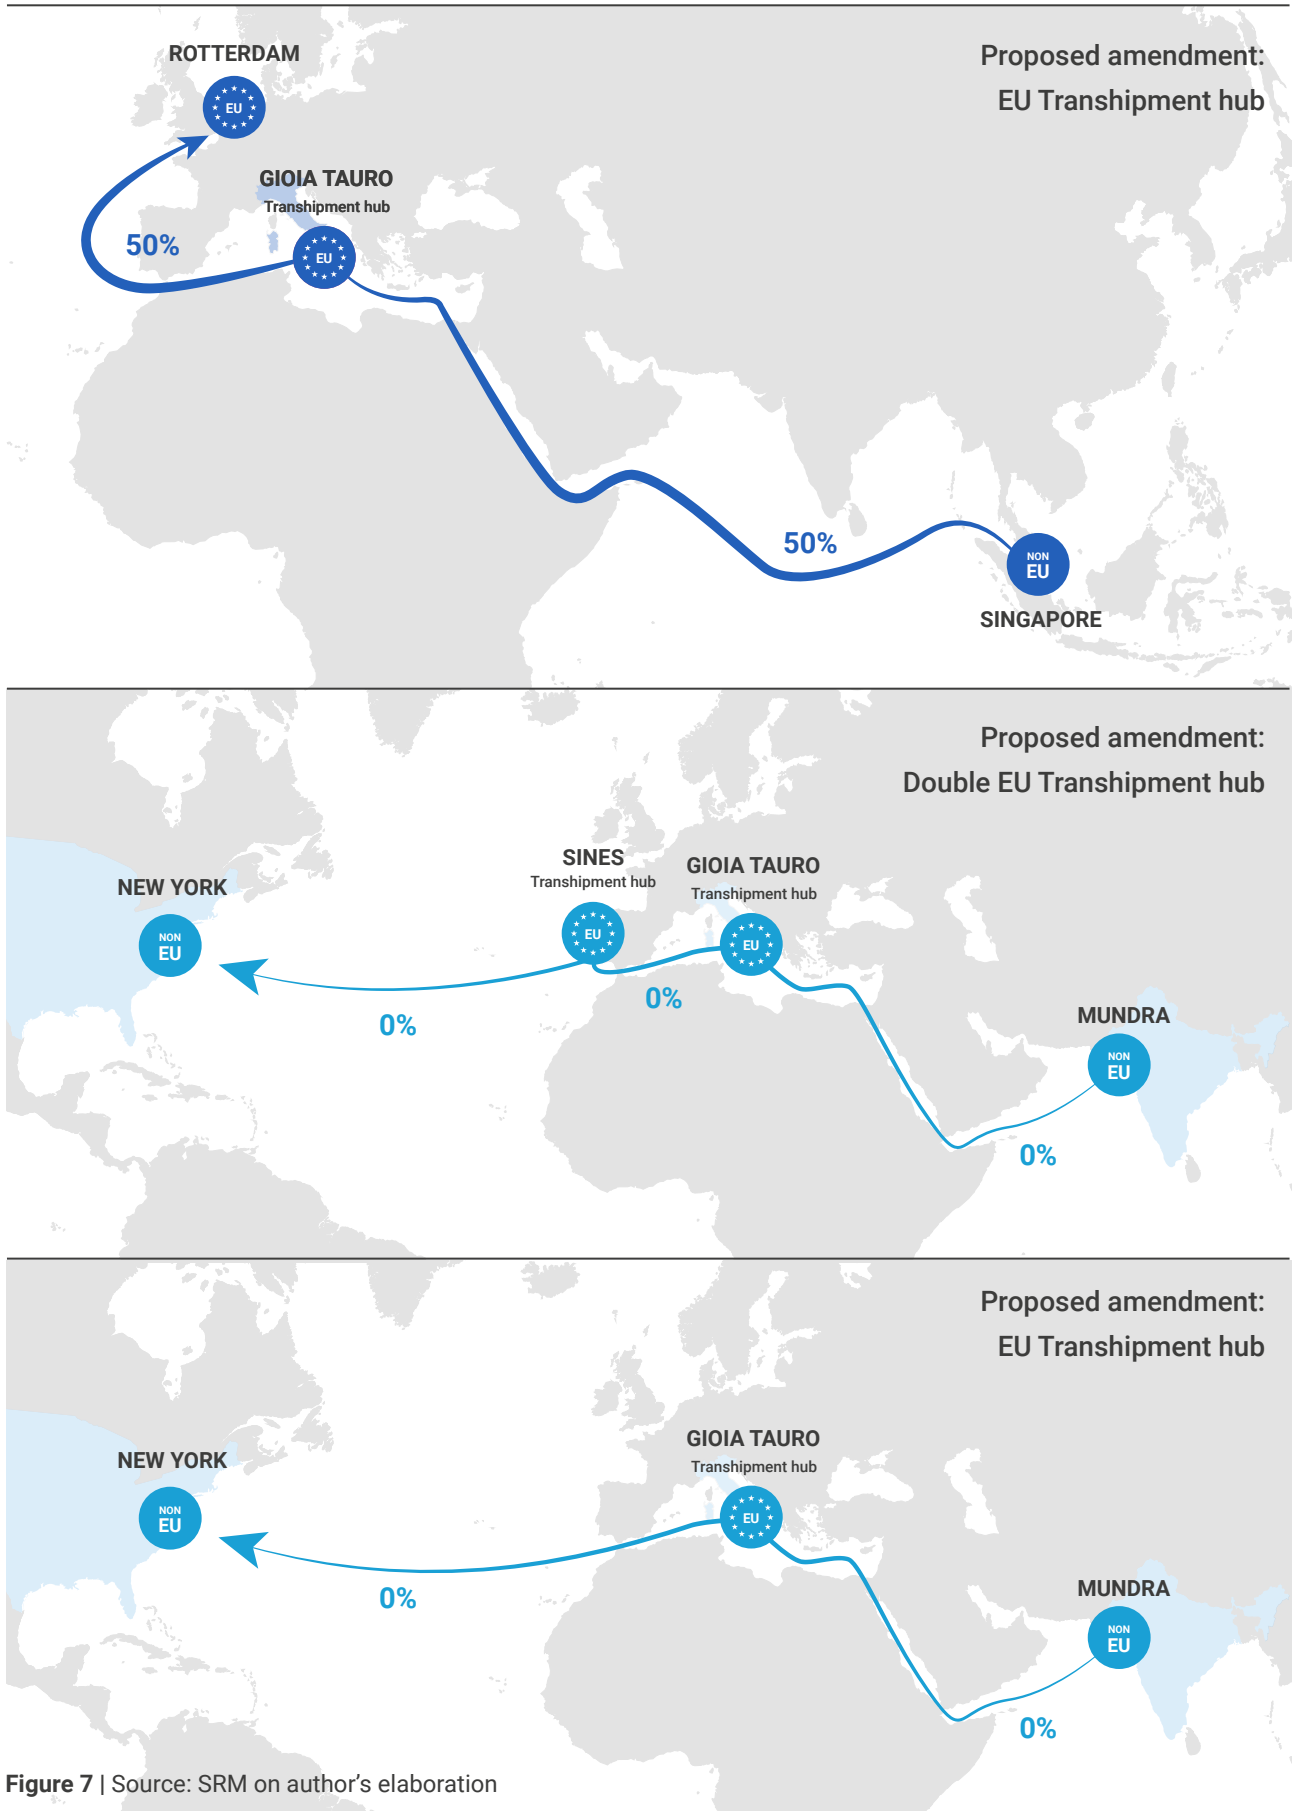 Proposed amendment:
EU Transhipment hub
ROTTERDAM
EU
GIOIA TAURO
Transhipment hub
EU
50%
50%
NON
EU
SINGAPORE
Proposed amendment:
Double EU Transhipment hub
SINES
Transhipment hub
EU
GIOIA TAURO
Transhipment hub
EU
NEW YORK
NON
EU
0%
0%
MUNDRA
NON
EU
0%
Proposed amendment:
EU Transhipment hub
GIOIA TAURO
Transhipment hub
EU
NEW YORK
NON
EU
0%
MUNDRA
NON
EU
0%
Figure 7 | Source: SRM on author's elaboration